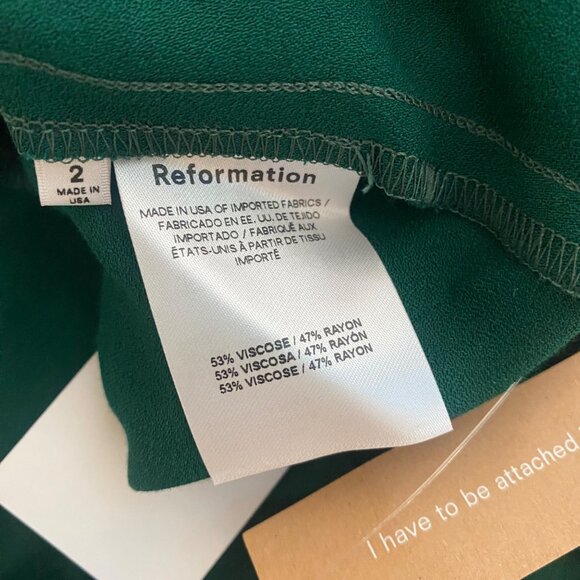 2
MADE IN
USA
Reformation
MADE IN USA OF IMPORTED FABRICS /
FABRICADO EN EE. UU. DE TEJIDO
IMPORTADO / FABRIQUÉ AUX
ÉTATS-UNIS À PARTIR DE TISSU
IMPORTÉ
53% VISCOSE / 47% RAYON
53% VISCOSA / 47% RAYÓN
53% VISCOSE / 47% RAYON
I have to be attached